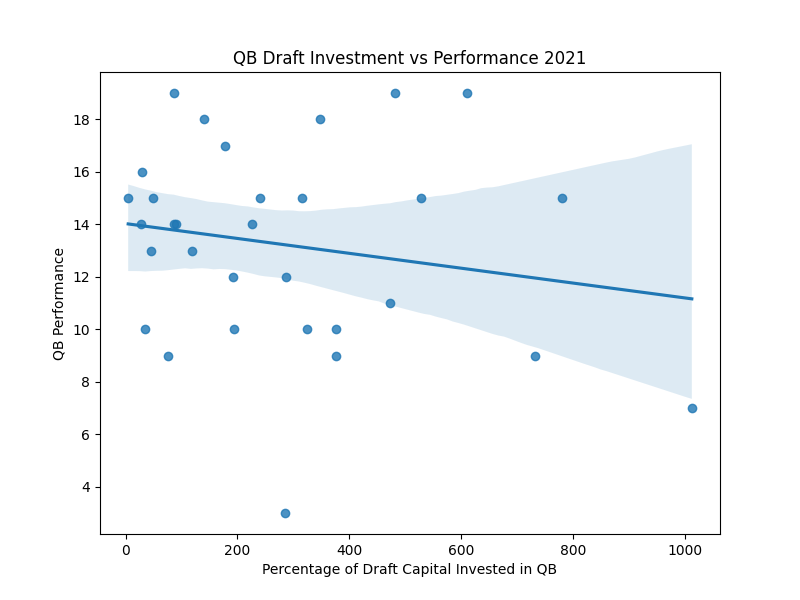 QB Draft Investment vs Performance 2021
QB Performance
18
16
14
12
10
8
6
4
0 200 400 600 800 1000
Percentage of Draft Capital Invested in QB